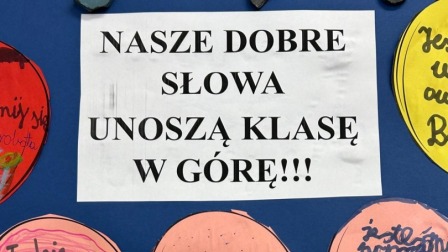 NASZE DOBRE
SŁOWA
UNOSZĄ KLASĘ
W GÓRĘ!!!